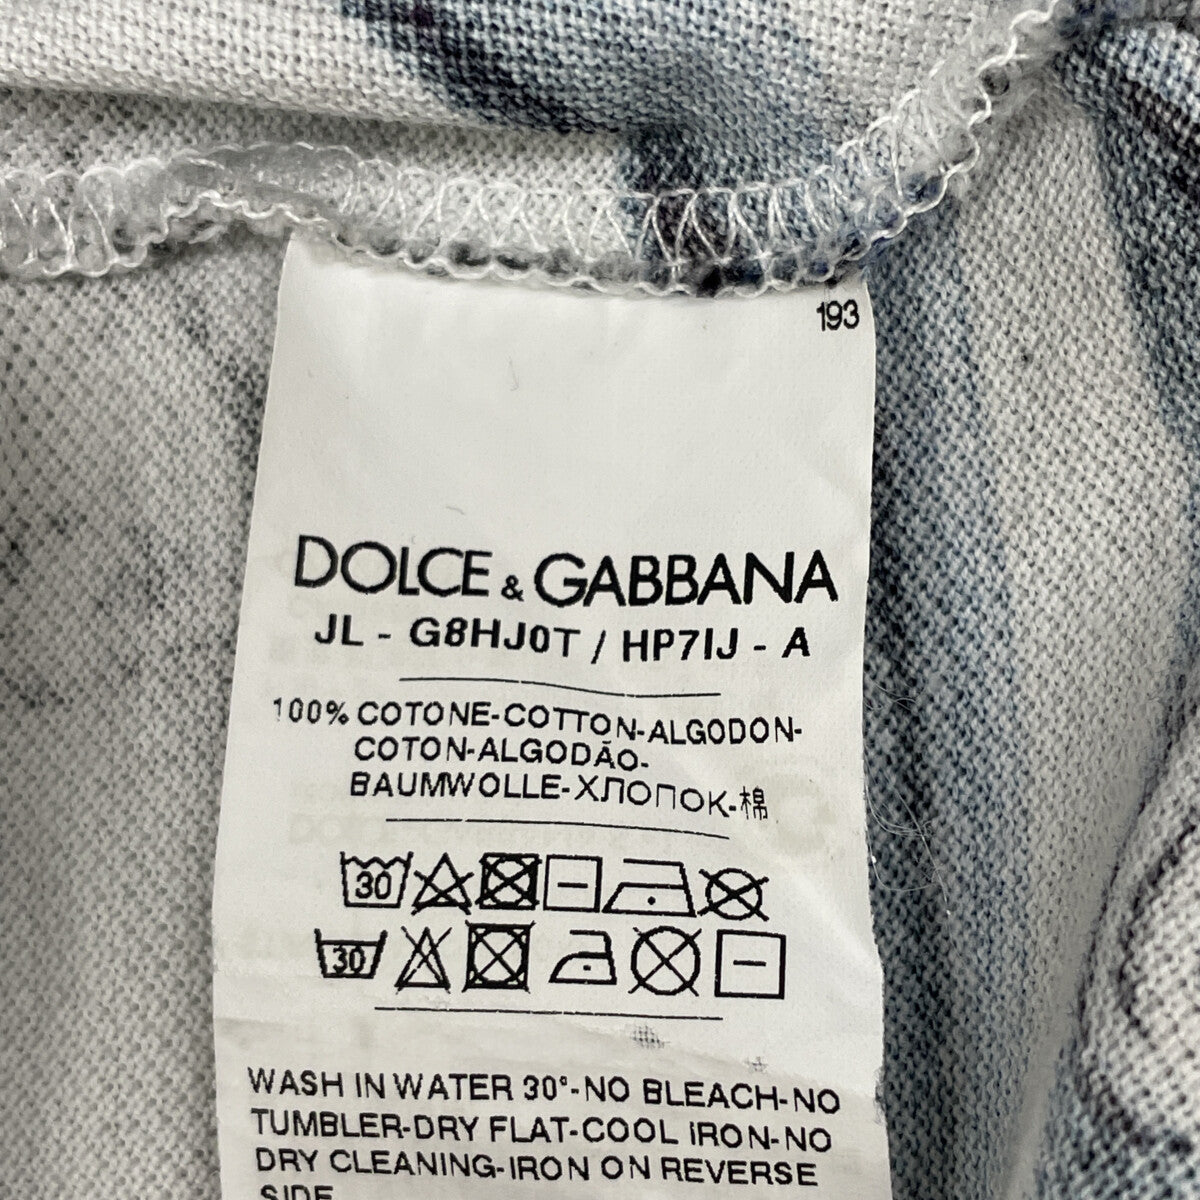 193
DOLCE & GABBANA
JL - G8HJ0T / HP7IJ - A
100% COTONE-COTTON-ALGODON-
COTON-ALGODÃO-
BAUMWOLLE-ХЛОПОК-棉
30
30
WASH IN WATER 30°-NO BLEACH-NO
TUMBLER-DRY FLAT-COOL IRON-NO
DRY CLEANING-IRON ON REVERSE
SIDE